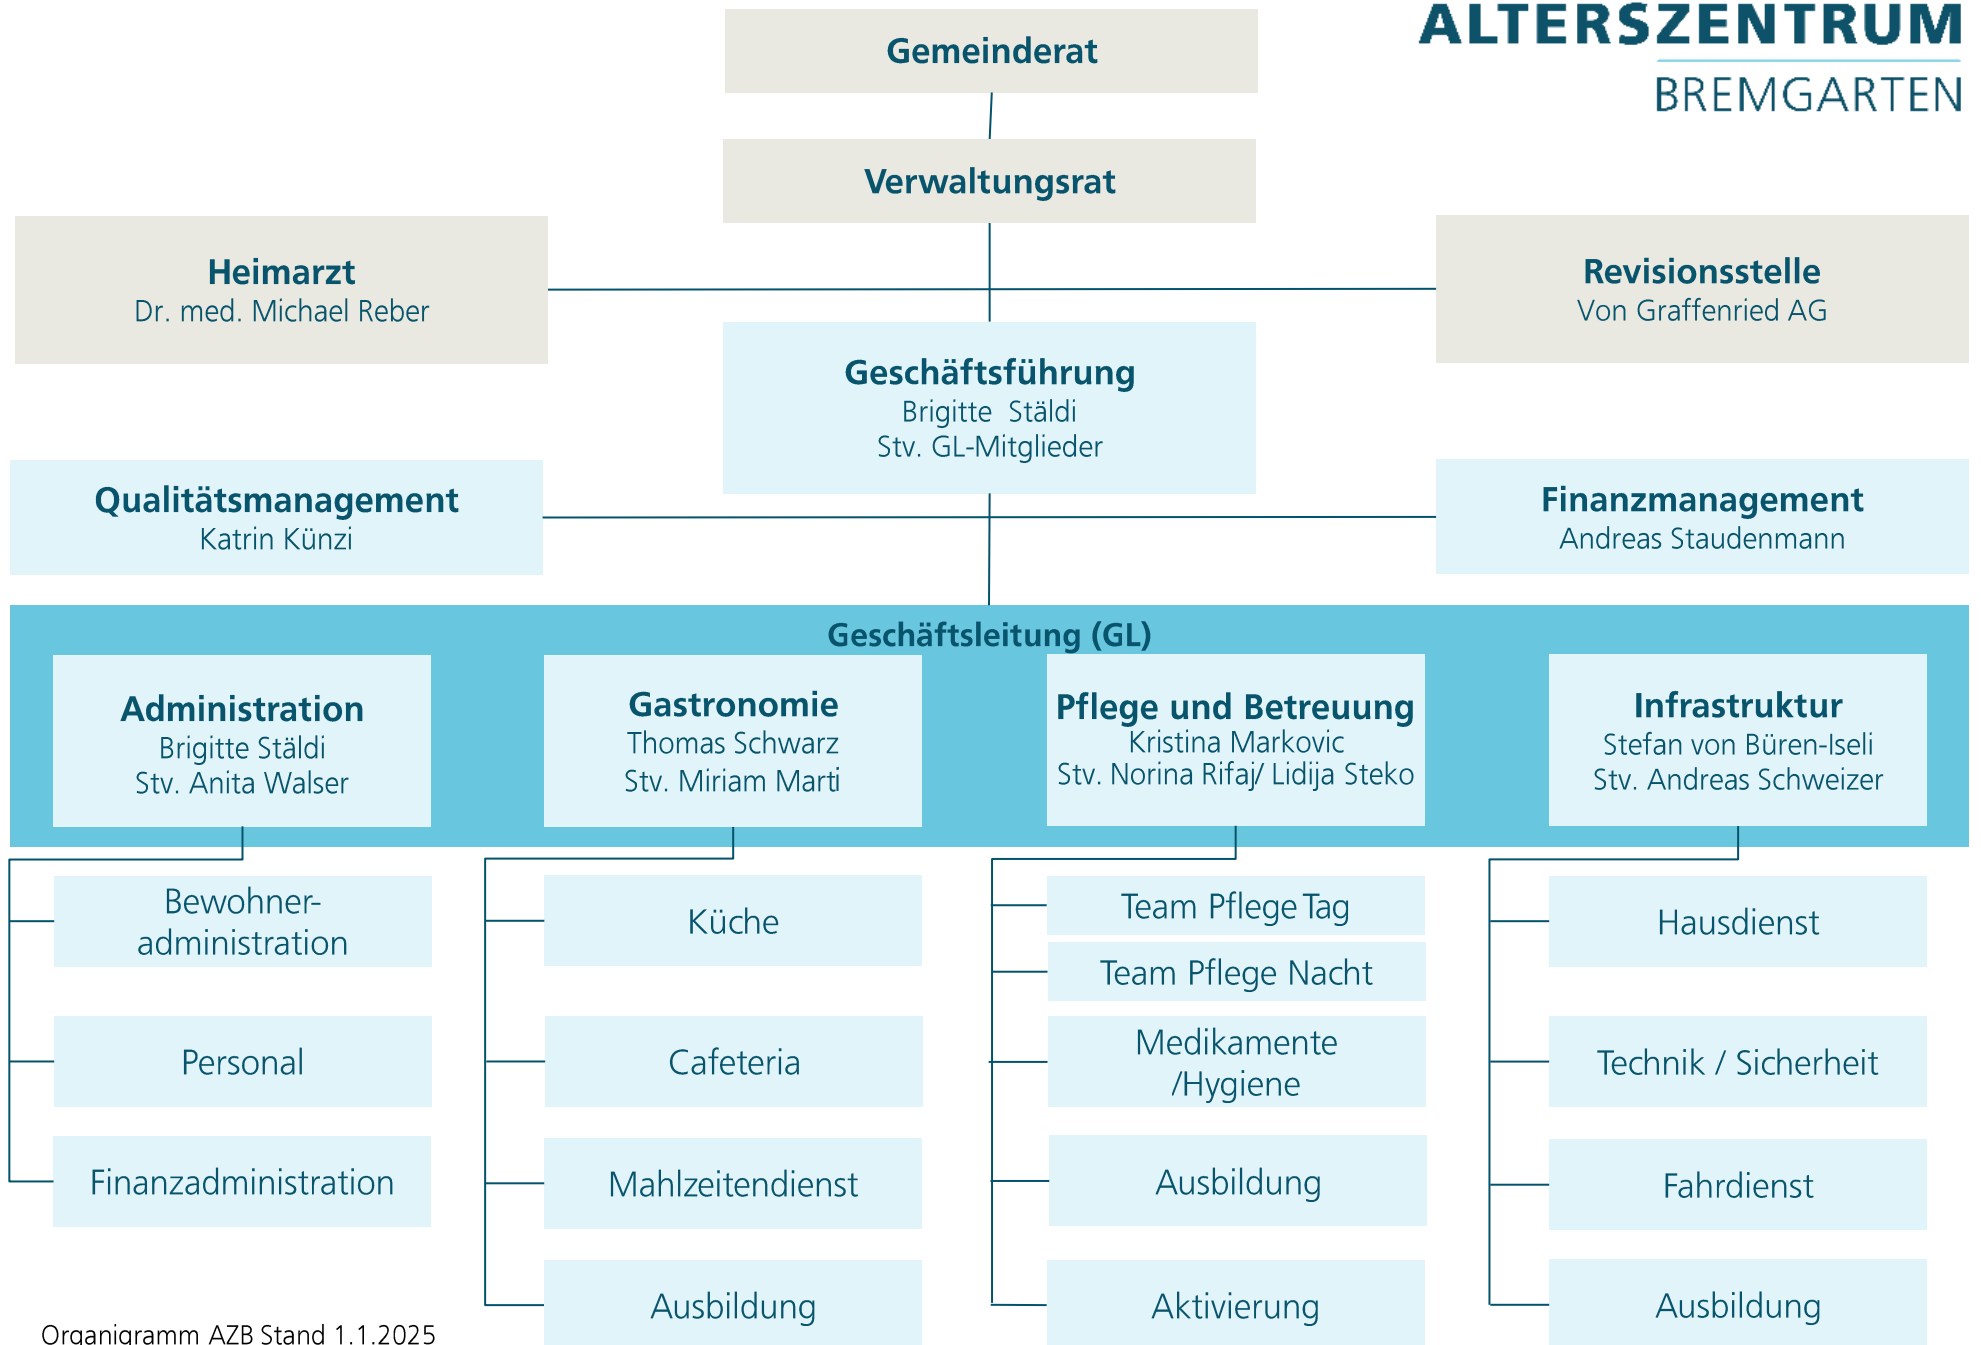 ALTERSZENTRUM
BREMGARTEN
Gemeinderat
Verwaltungsrat
Heimarzt
Dr. med. Michael Reber
Revisionsstelle
Von Graffenried AG
Geschäftsführung
Brigitte  Städi
Stv. GL-Mitglieder
Qualitätsmanagement
Katrin Künzi
Finanzmanagement
Andreas Staudenmann
Geschäftsleitung (GL)
Administration
Brigitte Stäldi
Stv. Anita Walser
Gastronomie
Thomas Schwarz
Stv. Miriam Marti
Pflege und Betreuung
Kristina Markovic
Stv. Norina Rifaj/ Lidija Steko
Infrastruktur
Stefan von Büren-Iseli
Stv. Andreas Schweizer
Bewohner-
administration
Personal
Finanzadministration
Küche
Cafeteria
Mahlzeitendienst
Ausbildung
Team Pflege Tag
Team Pflege Nacht
Medikamente
/Hygiene
Ausbildung
Aktivierung
Hausdienst
Technik / Sicherheit
Fahrdienst
Ausbildung
Organigramm AZB Stand 1.1.2025